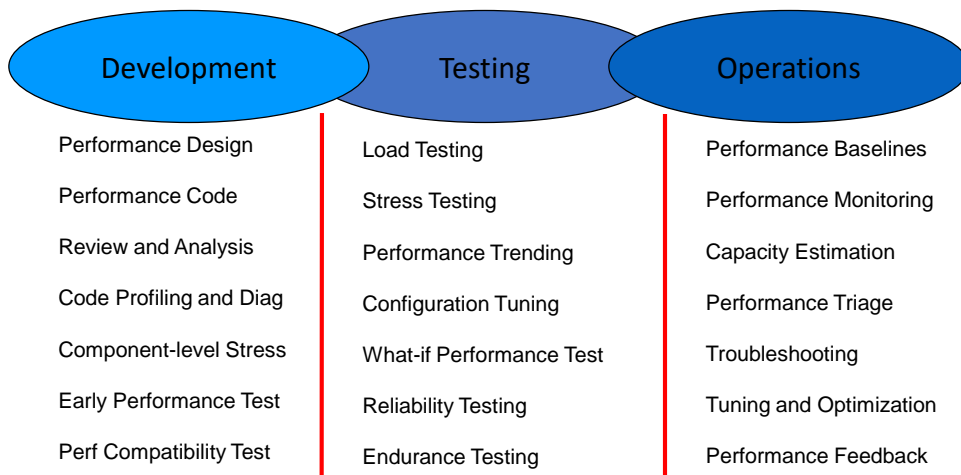 Development
Testing
Operations
Performance Design
Performance Code
Review and Analysis
Code Profiling and Diag
Component-level Stress
Early Performance Test
Perf Compatibility Test
Load Testing
Stress Testing
Performance Trending
Configuration Tuning
What-if Performance Test
Reliability Testing
Endurance Testing
Performance Baselines
Performance Monitoring
Capacity Estimation
Performance Triage
Troubleshooting
Tuning and Optimization
Performance Feedback